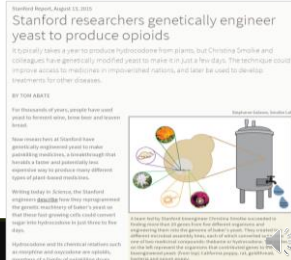 Stanford Report, August 13, 2015
Stanford researchers genetically engineer
yeast to produce opioids
It typically takes a year to produce hydrocodone from plants, but Christina Smolke and
colleagues have genetically modified yeast to make it in just a few days. The technique could
improve access to medicines in impoverished nations, and later be used to develop
treatments for other diseases.
BY TOM ABATE
For thousands of years, people have used
yeast to ferment wine, brew beer and leaven
bread.
Now researchers at Stanford have
genetically engineered yeast to make
painkilling medicines, a breakthrough that
heralds a faster and potentially less
expensive way to produce many different
types of plant-based medicines.
Writing today in Science, the Stanford
engineers describe how they reprogrammed
the genetic machinery of baker's yeast so
that these fast-growing cells could convert
sugar into hydrocodone in just three to five
days.
Hydrocodone and its chemical relatives such
as morphine and oxycodone are opioids,